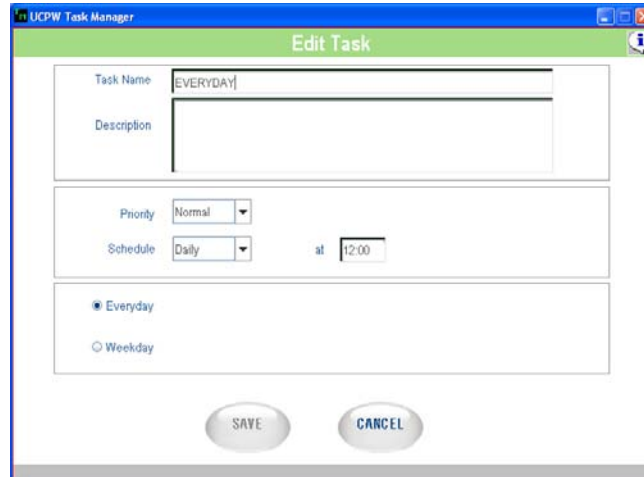 UCPW Task Manager
Edit Task
Task Name EVERYDAY
Description
Priority Normal
Schedule Daily at 12:00
Everyday
Weekday
SAVE CANCEL